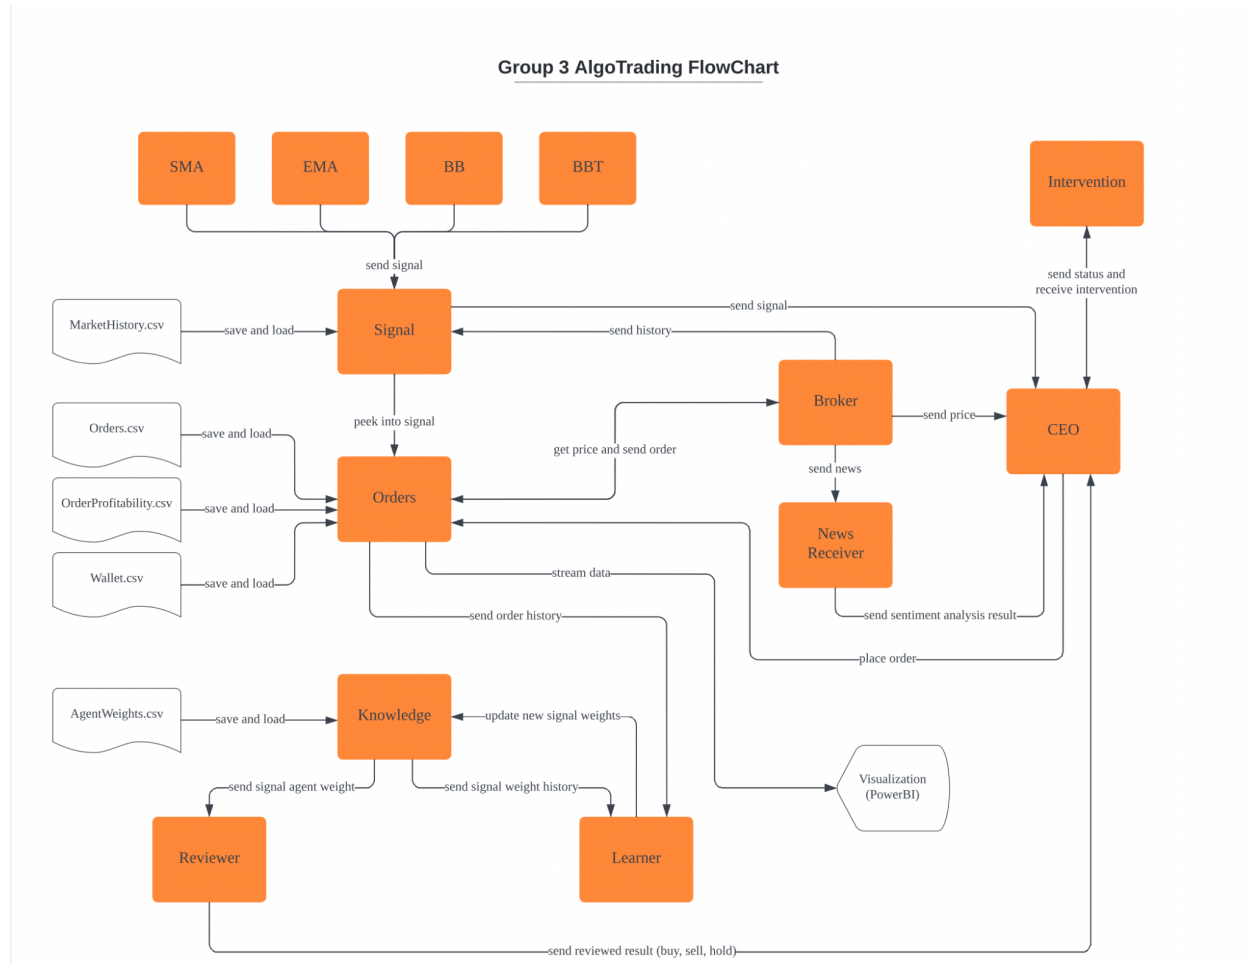 Group 3 AlgoTrading FlowChart
SMA
EMA
BB
BBT
Intervention
send signal
send status and
receive intervention
MarketHistory.csv
save and load
Signal
send signal
send history
Broker
send price
CEO
peek into signal
Orders.csv
save and load
get price and send order
send news
OrderProfitability.csv
save and load
Orders
News
Receiver
Wallet.csv
save and load
stream data
send order history
send sentiment analysis result
place order
AgentWeights.csv
save and load
Knowledge
update new signal weights
send signal agent weight
send signal weight history
Visualization
(PowerBI)
Reviewer
Learner
send reviewed result (buy, sell, hold)